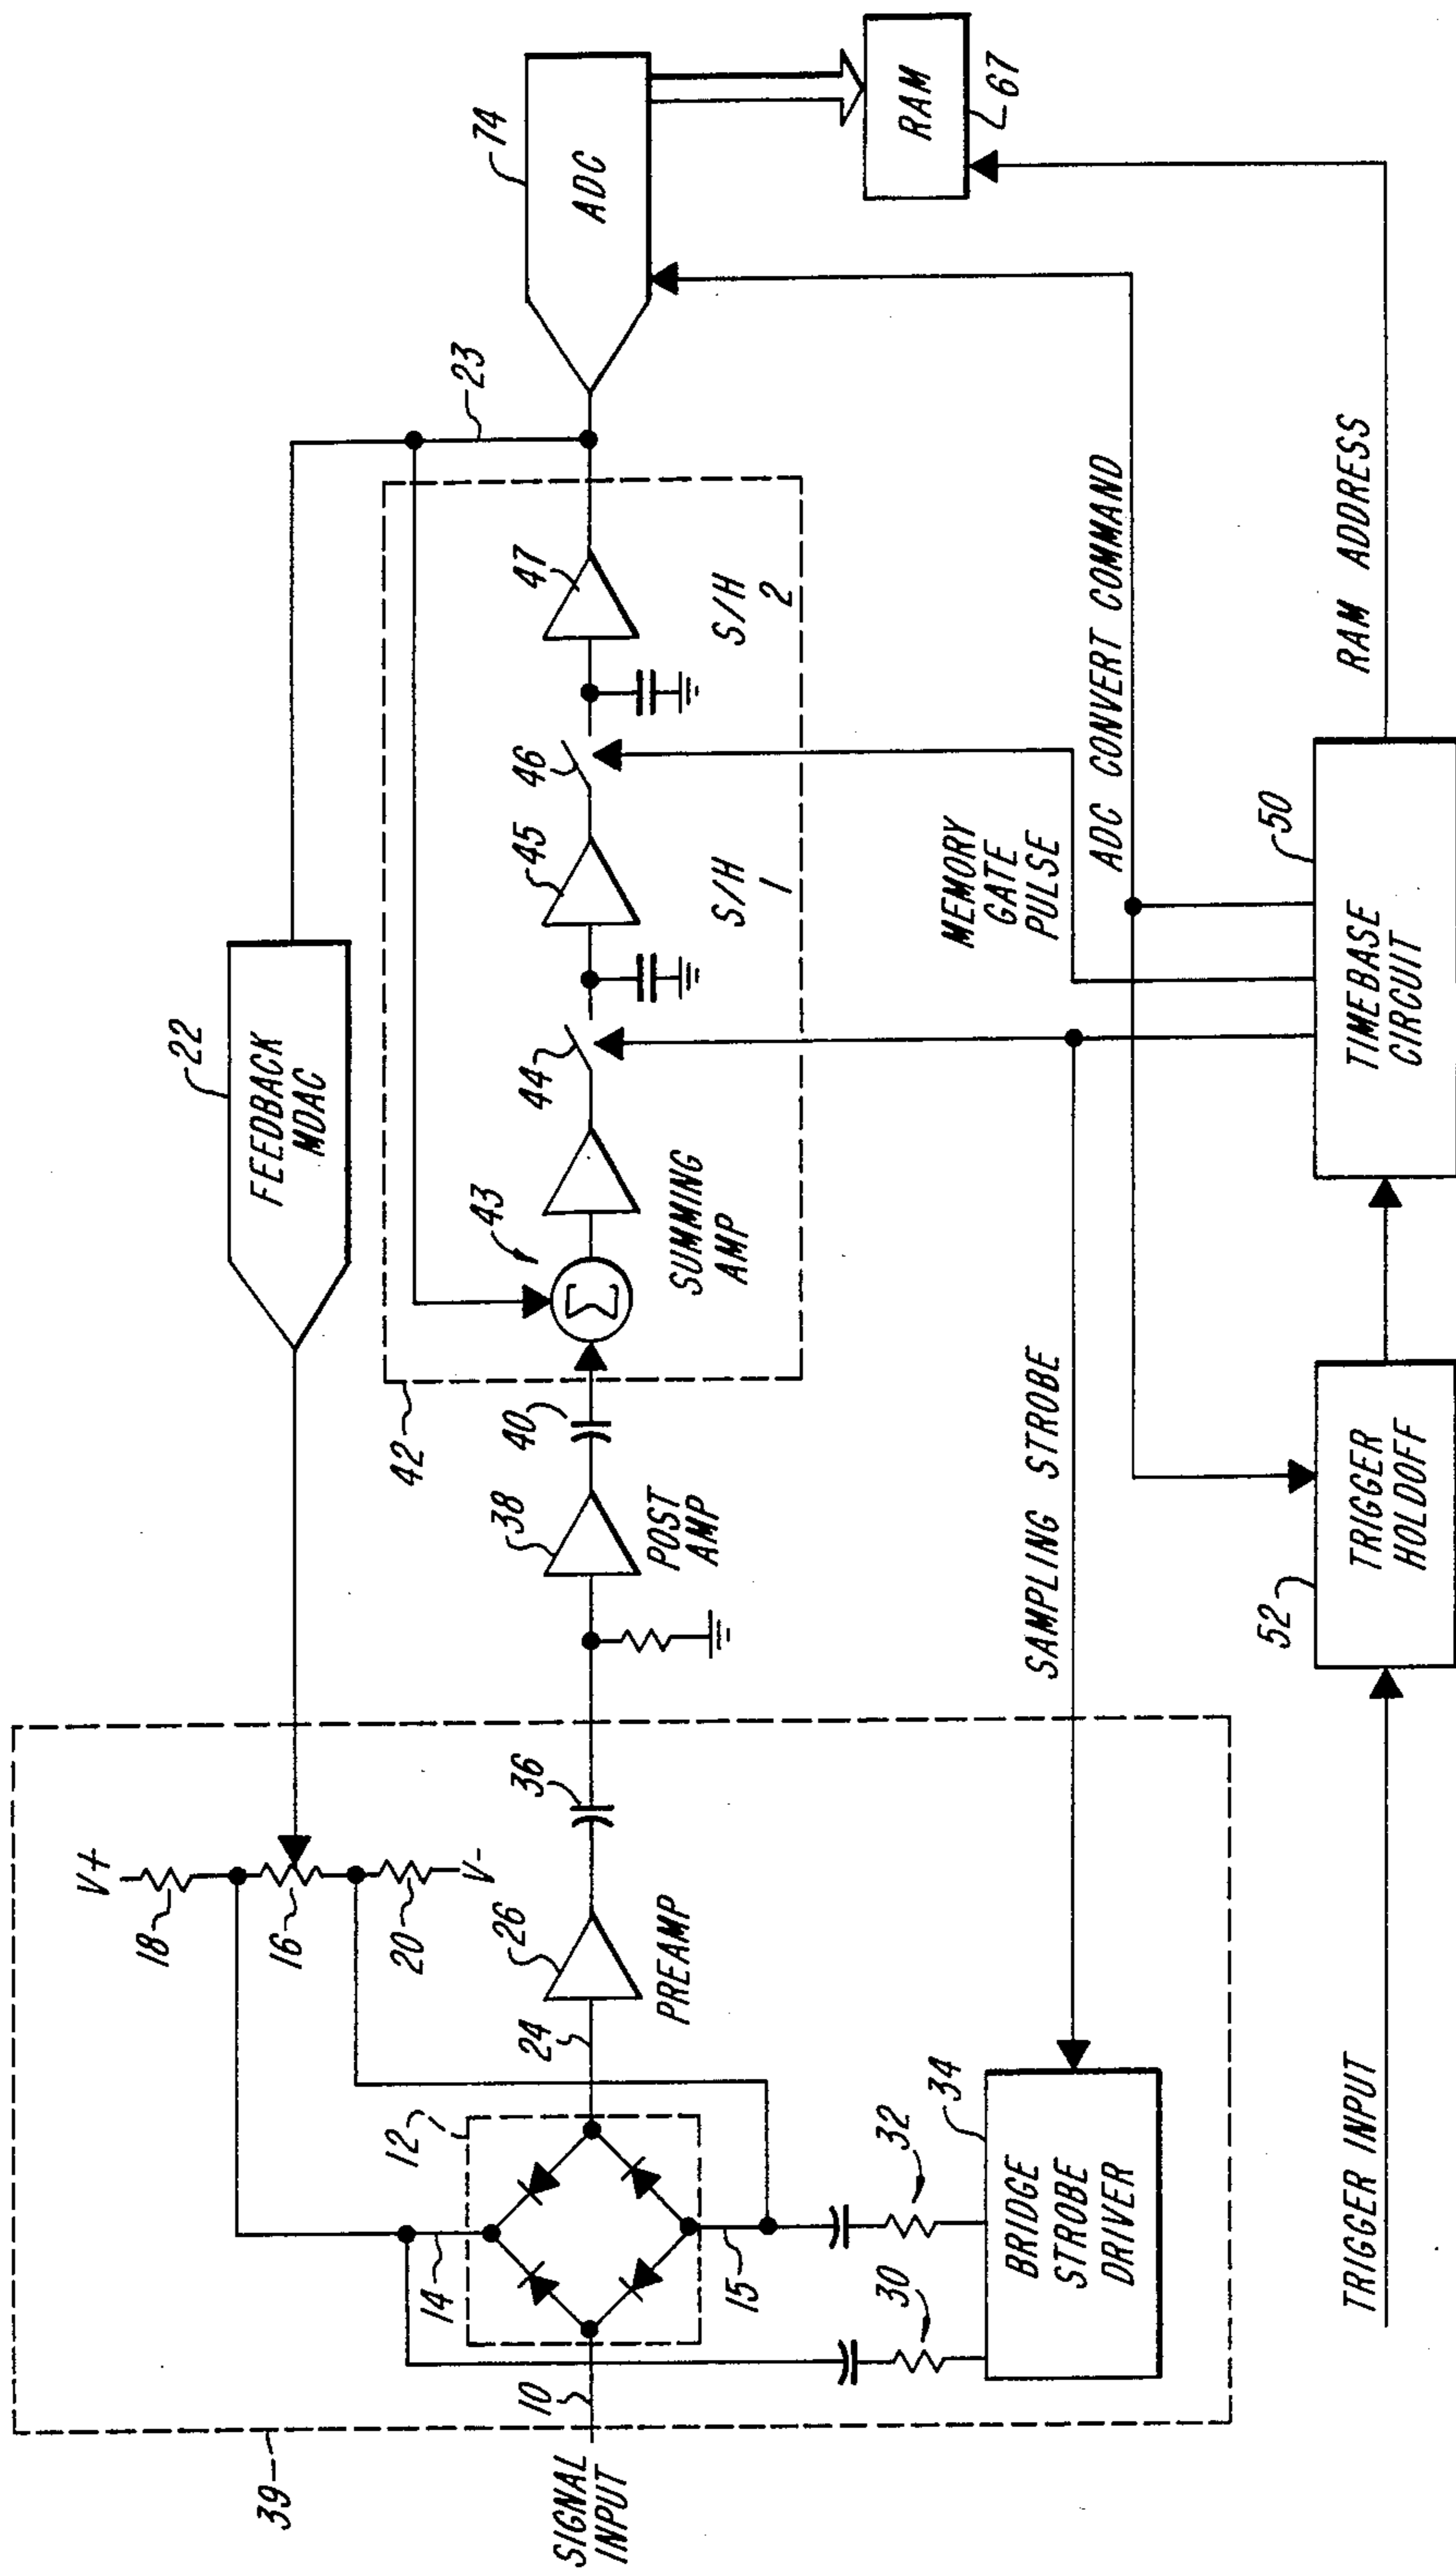 39
SIGNAL
INPUT
10
12
14
15
V+
18
16
20
V-
24
26
PREAMP
36
30
32
34
BRIDGE
STROBE
DRIVER
22
FEEDBACK
MDAC
38
POST
AMP
40
42
43
SUMMING
AMP
44
45
S/H
1
46
47
S/H
2
23
74
ADC
RAM
67
SAMPLING STROBE
MEMORY
GATE
PULSE
ADC CONVERT COMMAND
RAM ADDRESS
TRIGGER INPUT
52
TRIGGER
HOLDOFF
50
TIMEBASE
CIRCUIT
Σ